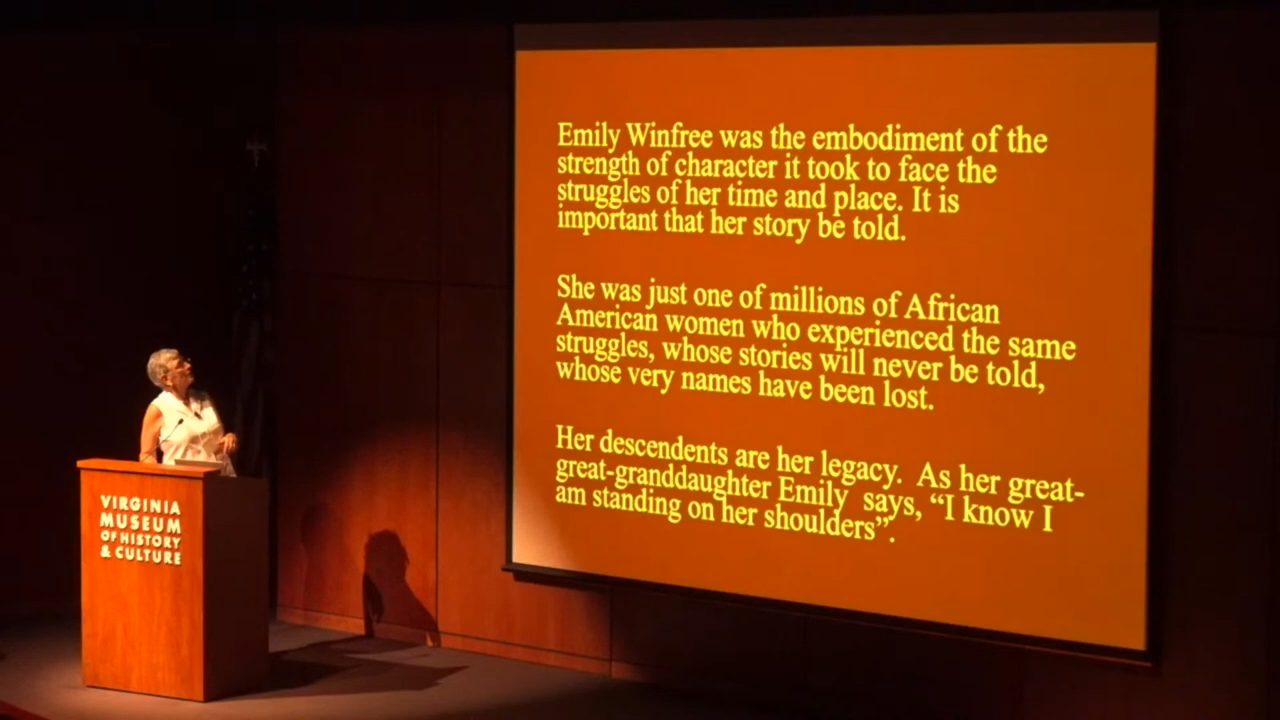 Emily Winfree was the embodiment of the
strength of character it took to face the
struggles of her time and place. It is
important that her story be told.
She was just one of millions of African
American women who experienced the same
struggles, whose stories will never be told,
whose very names have been lost.
Her descendents are her legacy.  As her great-
great-granddaughter Emily  says, “I know I
am standing on her shoulders”.
VIRGINIA
MUSEUM
OF HISTORY
& CULTURE